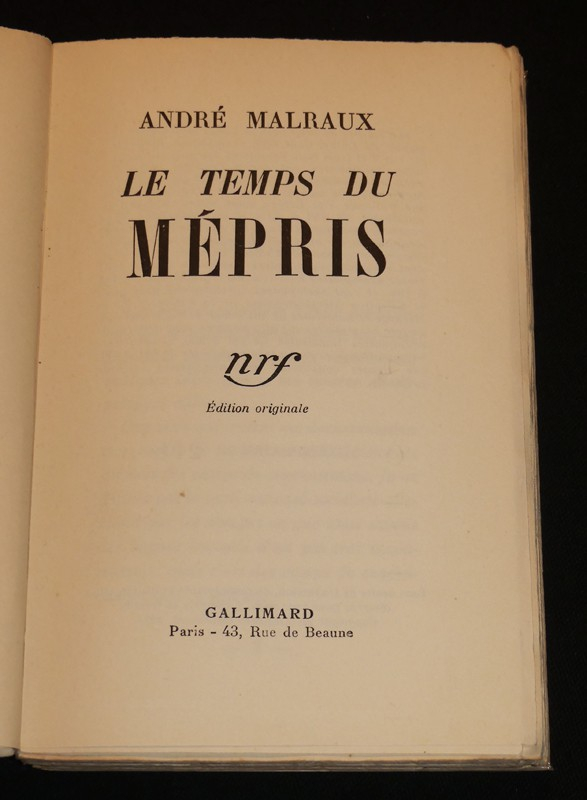 ANDRÉ MALRAUX
LE TEMPS DU
MÉPRIS
nrf
Édition originale
GALLIMARD
Paris - 43, Rue de Beaune